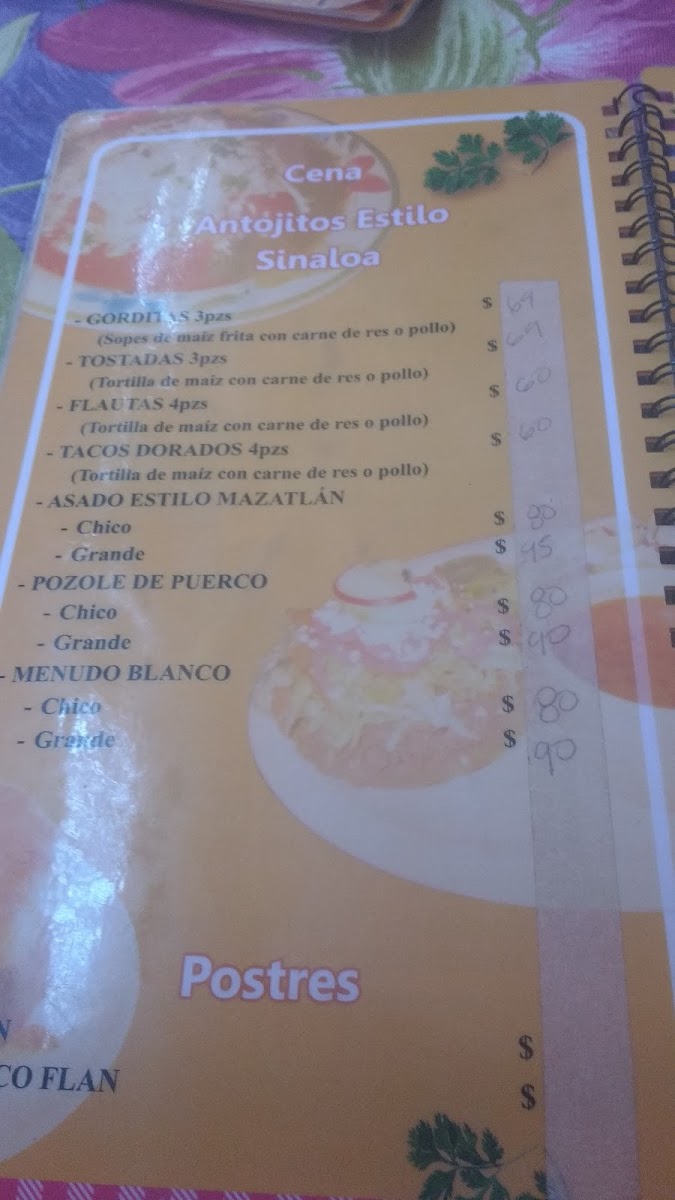 Cena
Antojitos Estilo
Sinaloa
- GORDITAS 3pzs $ 69
(Sopes de maíz frita con carne de res o pollo)
- TOSTADAS 3pzs $ 69
(Tortilla de maíz con carne de res o pollo)
- FLAUTAS 4pzs $ 60
(Tortilla de maíz con carne de res o pollo)
- TACOS DORADOS 4pzs $ 60
(Tortilla de maíz con carne de res o pollo)
- ASADO ESTILO MAZATLÁN
- Chico $ 80
- Grande $ 95
- POZOLE DE PUERCO
- Chico $ 80
- Grande $ 90
- MENUDO BLANCO
- Chico $ 80
- Grande $ 90
Postres
$
FLAN $